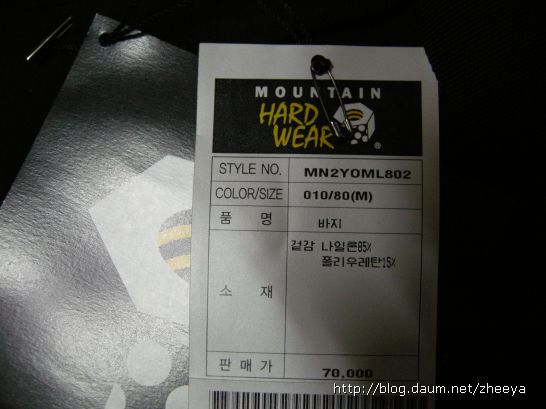 MOUNTAIN
HARD
WEAR®
STYLE NO. MN2YOML802
COLOR/SIZE 010/80(M)
품 명 바지
겉감 나일론85%
폴리우레탄15%
소 재
판 매 가 70,000
http://blog.daum.net/zheeya